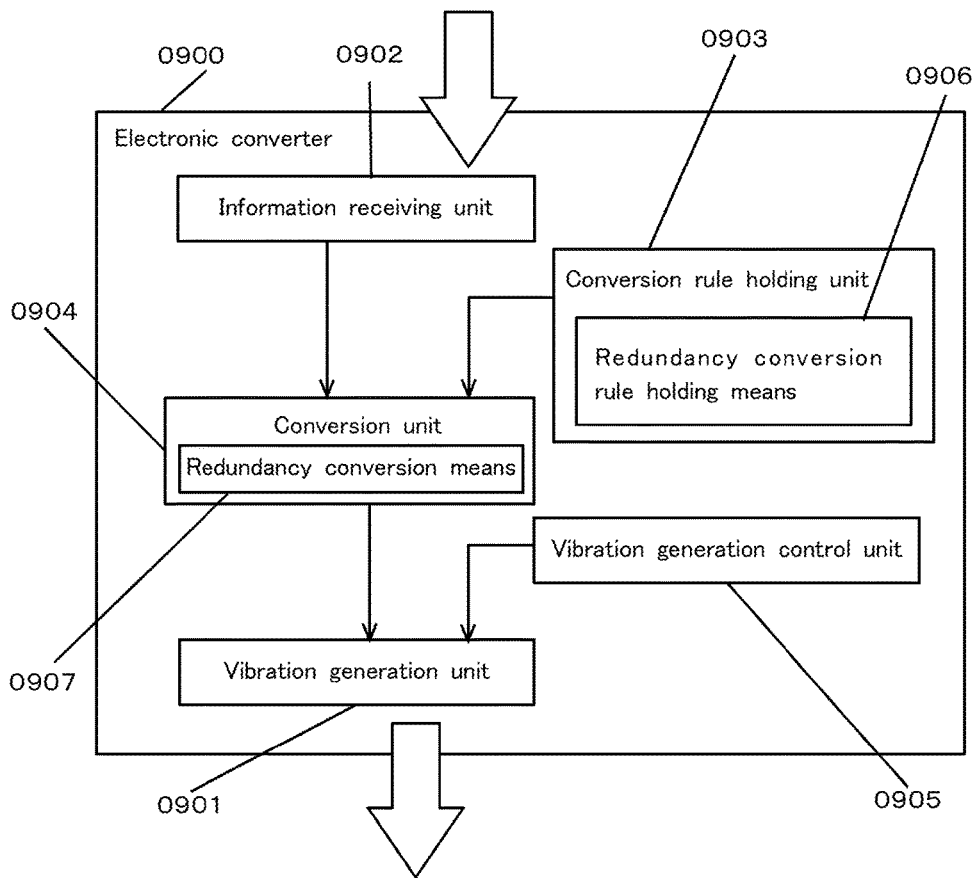 0900
0902
0903
0906
Electronic converter
Information receiving unit
Conversion rule holding unit
0904
Redundancy conversion
rule holding means
Conversion unit
Redundancy conversion means
Vibration generation control unit
Vibration generation unit
0907
0901
0905